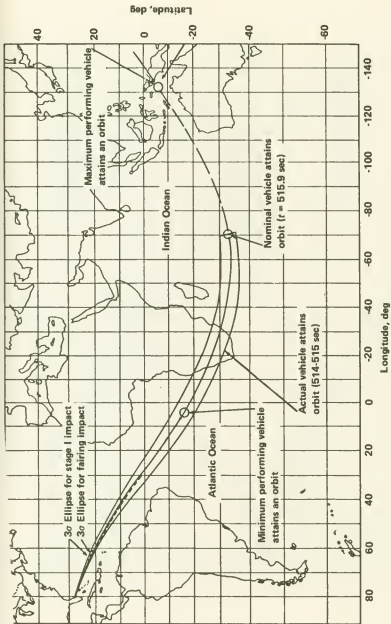 Latitude, deg
40
20
0
-20
-40
-60
Maximum performing vehicle
attains an orbit
3σ Ellipse for stage I impact
3σ Ellipse for fairing impact
Indian Ocean
Atlantic Ocean
Minimum performing vehicle
attains an orbit
Actual vehicle attains
orbit (514-515 sec)
Nominal vehicle attains
orbit (t = 515.9 sec)
80
60
40
20
0
-20
-40
-60
-80
-100
-120
-140
Longitude, deg